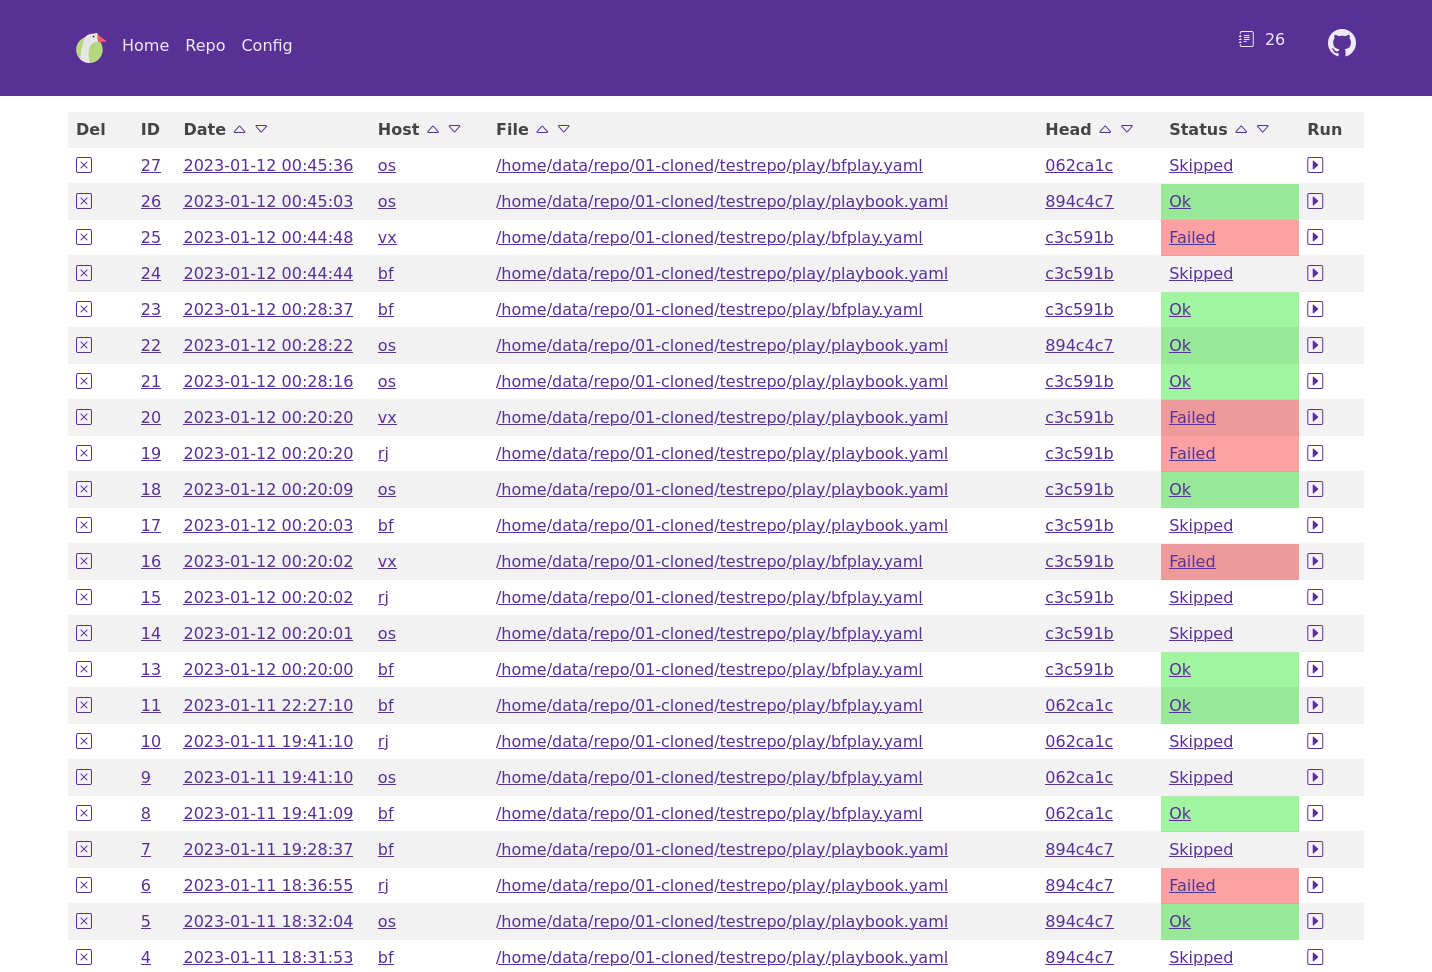 Home Repo Config 26
Del ID Date Host File Head Status Run
27 2023-01-12 00:45:36 os /home/data/repo/01-cloned/testrepo/play/bfplay.yaml 062ca1c Skipped
26 2023-01-12 00:45:03 os /home/data/repo/01-cloned/testrepo/play/playbook.yaml 894c4c7 Ok
25 2023-01-12 00:44:48 vx /home/data/repo/01-cloned/testrepo/play/bfplay.yaml c3c591b Failed
24 2023-01-12 00:44:44 bf /home/data/repo/01-cloned/testrepo/play/playbook.yaml c3c591b Skipped
23 2023-01-12 00:28:37 bf /home/data/repo/01-cloned/testrepo/play/bfplay.yaml c3c591b Ok
22 2023-01-12 00:28:22 os /home/data/repo/01-cloned/testrepo/play/playbook.yaml 894c4c7 Ok
21 2023-01-12 00:28:16 os /home/data/repo/01-cloned/testrepo/play/playbook.yaml c3c591b Ok
20 2023-01-12 00:20:20 vx /home/data/repo/01-cloned/testrepo/play/playbook.yaml c3c591b Failed
19 2023-01-12 00:20:20 rj /home/data/repo/01-cloned/testrepo/play/playbook.yaml c3c591b Failed
18 2023-01-12 00:20:09 os /home/data/repo/01-cloned/testrepo/play/playbook.yaml c3c591b Ok
17 2023-01-12 00:20:03 bf /home/data/repo/01-cloned/testrepo/play/playbook.yaml c3c591b Skipped
16 2023-01-12 00:20:02 vx /home/data/repo/01-cloned/testrepo/play/bfplay.yaml c3c591b Failed
15 2023-01-12 00:20:02 rj /home/data/repo/01-cloned/testrepo/play/bfplay.yaml c3c591b Skipped
14 2023-01-12 00:20:01 os /home/data/repo/01-cloned/testrepo/play/bfplay.yaml c3c591b Skipped
13 2023-01-12 00:20:00 bf /home/data/repo/01-cloned/testrepo/play/bfplay.yaml c3c591b Ok
11 2023-01-11 22:27:10 bf /home/data/repo/01-cloned/testrepo/play/bfplay.yaml 062ca1c Ok
10 2023-01-11 19:41:10 rj /home/data/repo/01-cloned/testrepo/play/bfplay.yaml 062ca1c Skipped
9 2023-01-11 19:41:10 os /home/data/repo/01-cloned/testrepo/play/bfplay.yaml 062ca1c Skipped
8 2023-01-11 19:41:09 bf /home/data/repo/01-cloned/testrepo/play/bfplay.yaml 062ca1c Ok
7 2023-01-11 19:28:37 bf /home/data/repo/01-cloned/testrepo/play/playbook.yaml 894c4c7 Skipped
6 2023-01-11 18:36:55 rj /home/data/repo/01-cloned/testrepo/play/playbook.yaml 894c4c7 Failed
5 2023-01-11 18:32:04 os /home/data/repo/01-cloned/testrepo/play/playbook.yaml 894c4c7 Ok
4 2023-01-11 18:31:53 bf /home/data/repo/01-cloned/testrepo/play/playbook.yaml 894c4c7 Skipped